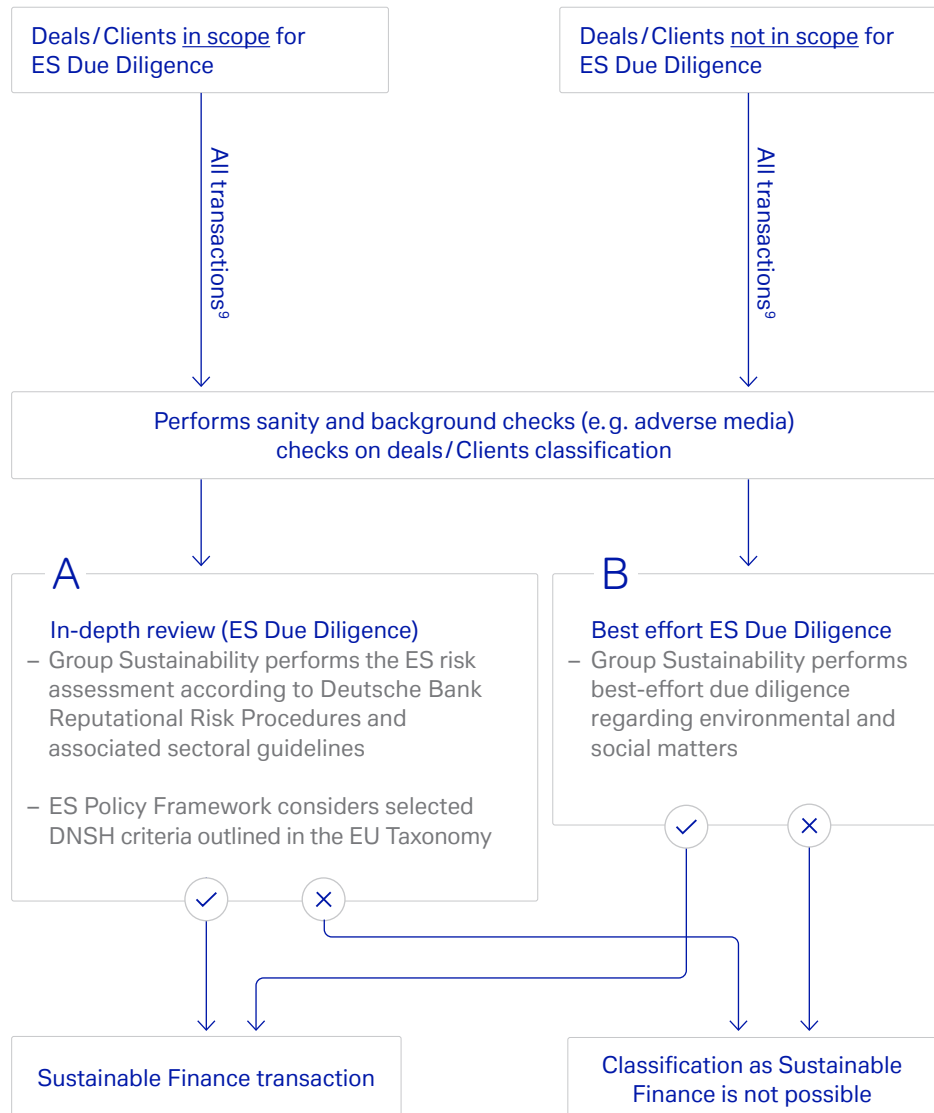 Deals/Clients in scope for
ES Due Diligence
Deals/Clients not in scope for
ES Due Diligence
All transactions⁹
All transactions⁹
Performs sanity and background checks (e.g. adverse media)
checks on deals/Clients classification
A
In-depth review (ES Due Diligence)
– Group Sustainability performs the ES risk
assessment according to Deutsche Bank
Reputational Risk Procedures and
associated sectoral guidelines
– ES Policy Framework considers selected
DNSH criteria outlined in the EU Taxonomy
B
Best effort ES Due Diligence
– Group Sustainability performs
best-effort due diligence
regarding environmental and
social matters
Sustainable Finance transaction
Classification as Sustainable
Finance is not possible